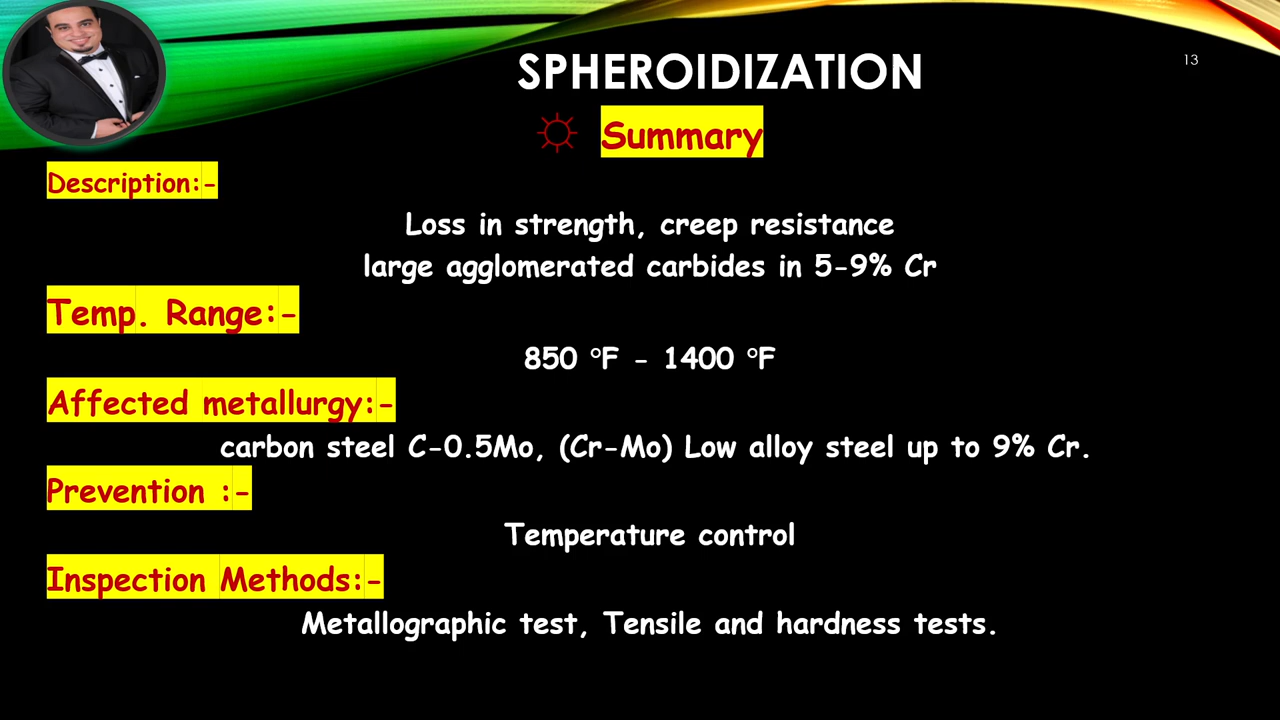 SPHEROIDIZATION
13
Summary
Description:-
Loss in strength, creep resistance
large agglomerated carbides in 5-9% Cr
Temp. Range:-
850 °F - 1400 °F
Affected metallurgy:-
carbon steel C-0.5Mo, (Cr-Mo) Low alloy steel up to 9% Cr.
Prevention :-
Temperature control
Inspection Methods:-
Metallographic test, Tensile and hardness tests.